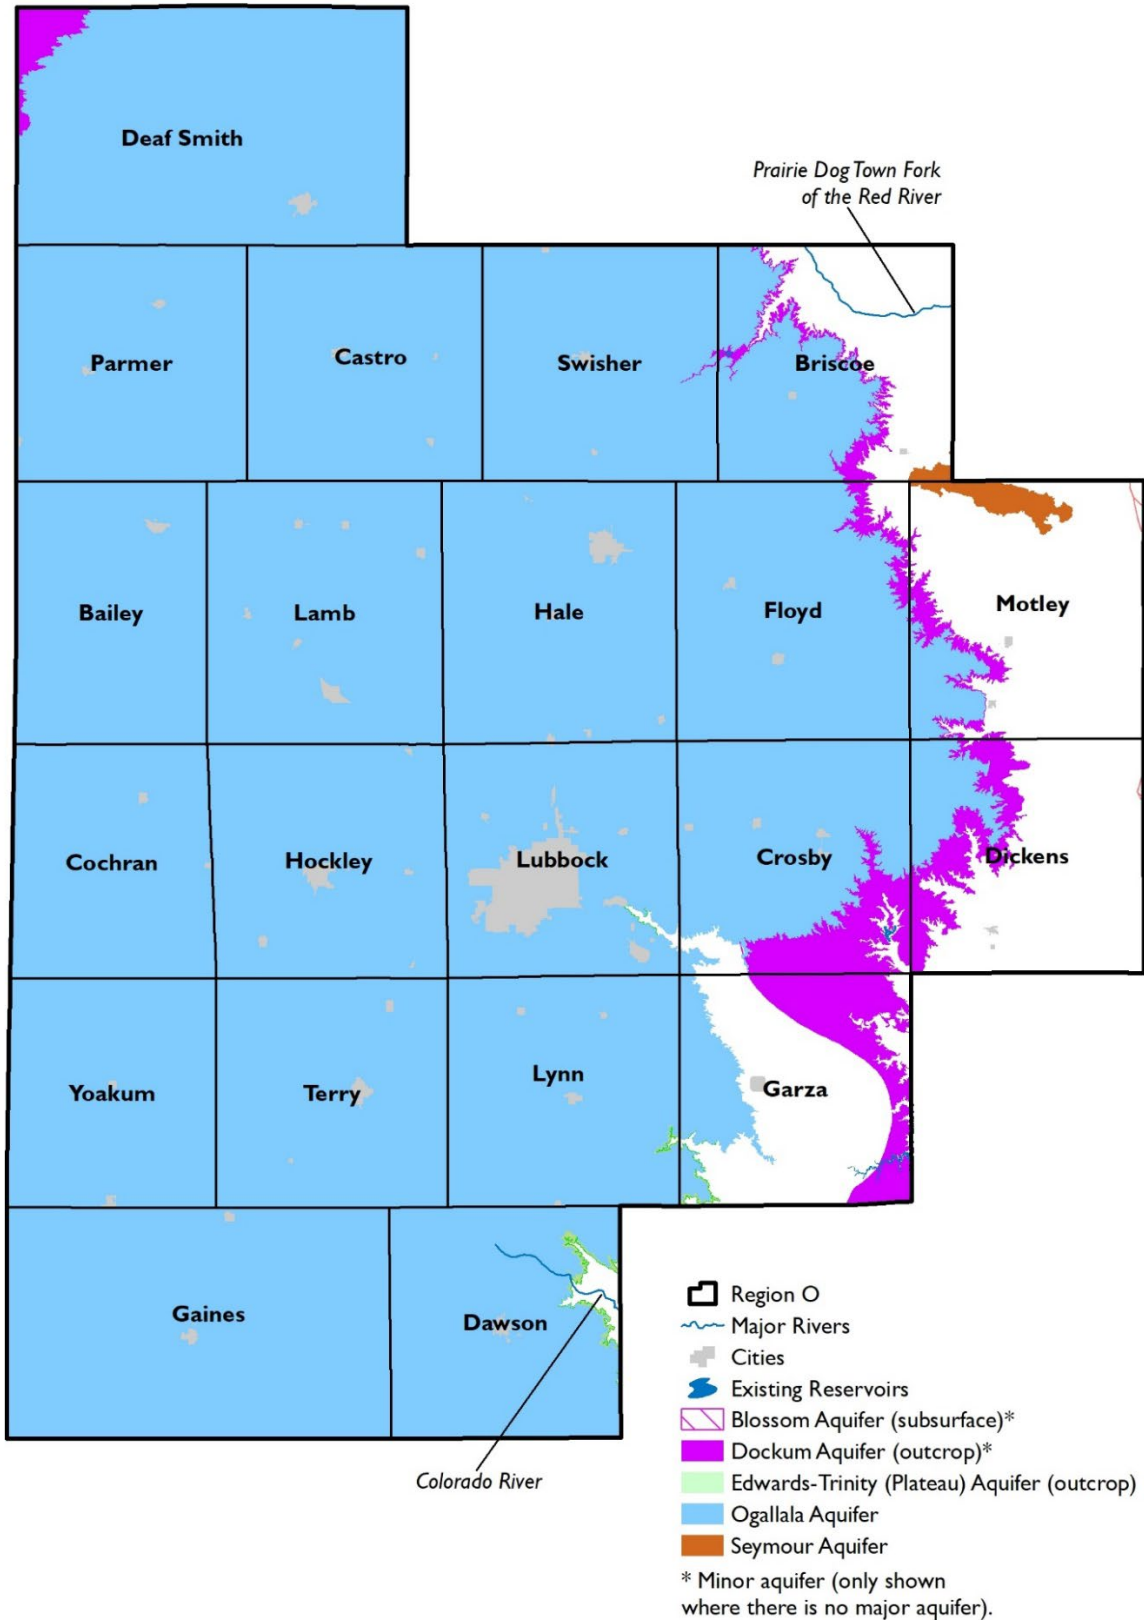 Deaf Smith
Prairie Dog Town Fork
of the Red River
Parmer
Castro
Swisher
Briscoe
Bailey
Lamb
Hale
Floyd
Motley
Cochran
Hockley
Lubbock
Crosby
Dickens
Yoakum
Terry
Lynn
Garza
Gaines
Dawson
Colorado River
Region O
Major Rivers
Cities
Existing Reservoirs
Blossom Aquifer (subsurface)*
Dockum Aquifer (outcrop)*
Edwards-Trinity (Plateau) Aquifer (outcrop)
Ogallala Aquifer
Seymour Aquifer
* Minor aquifer (only shown
where there is no major aquifer).